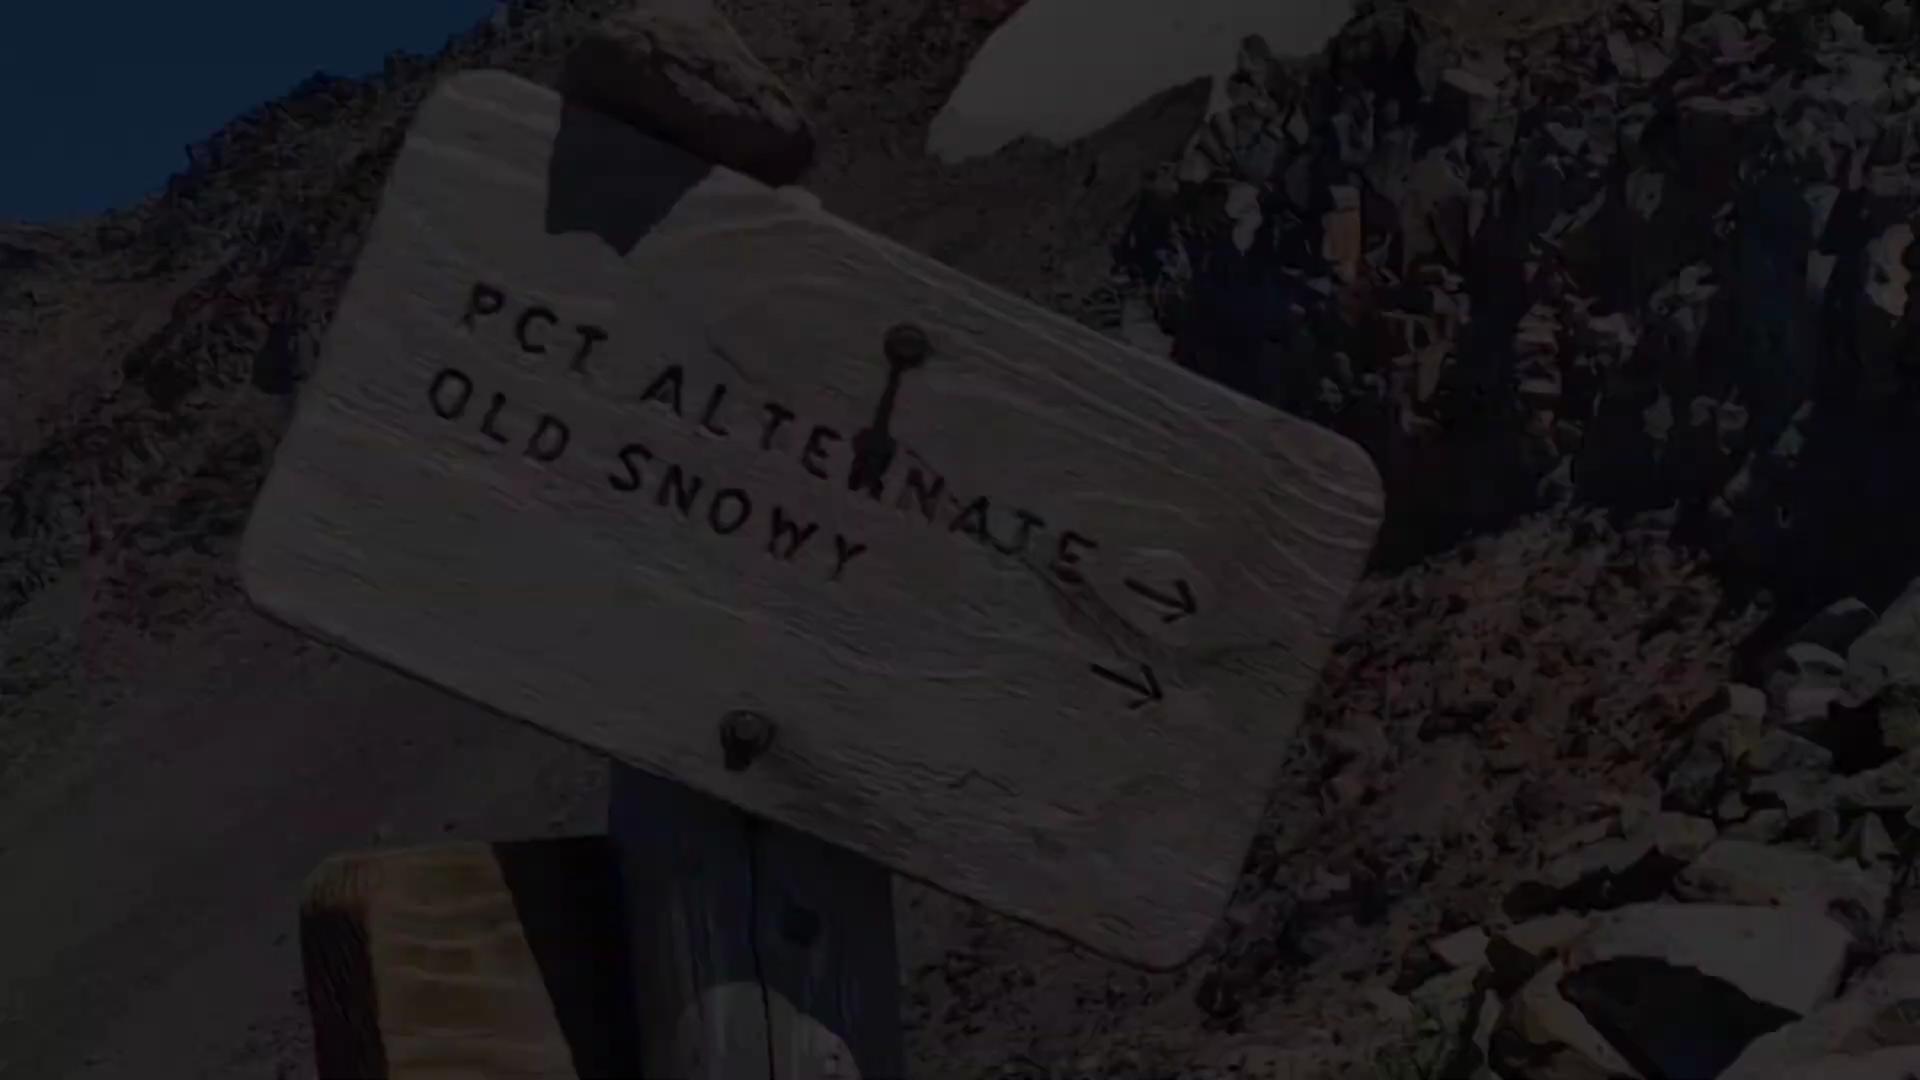 PCT ALTERNATE →
OLD SNOWY →